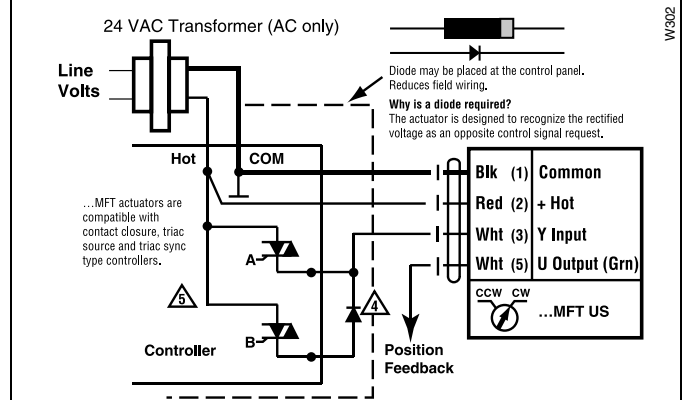 24 VAC Transformer (AC only)
W302
Line
Volts
Diode may be placed at the control panel.
Reduces field wiring.
Why is a diode required?
The actuator is designed to recognize the rectified
voltage as an opposite control signal request.
Hot
COM
Blk (1) Common
Red (2) + Hot
Wht (3) Y Input
Wht (5) U Output (Grn)
...MFT actuators are
compatible with
contact closure, triac
source and triac sync
type controllers.
A
5
4
B
CCW CW
...MFT US
Controller
Position
Feedback